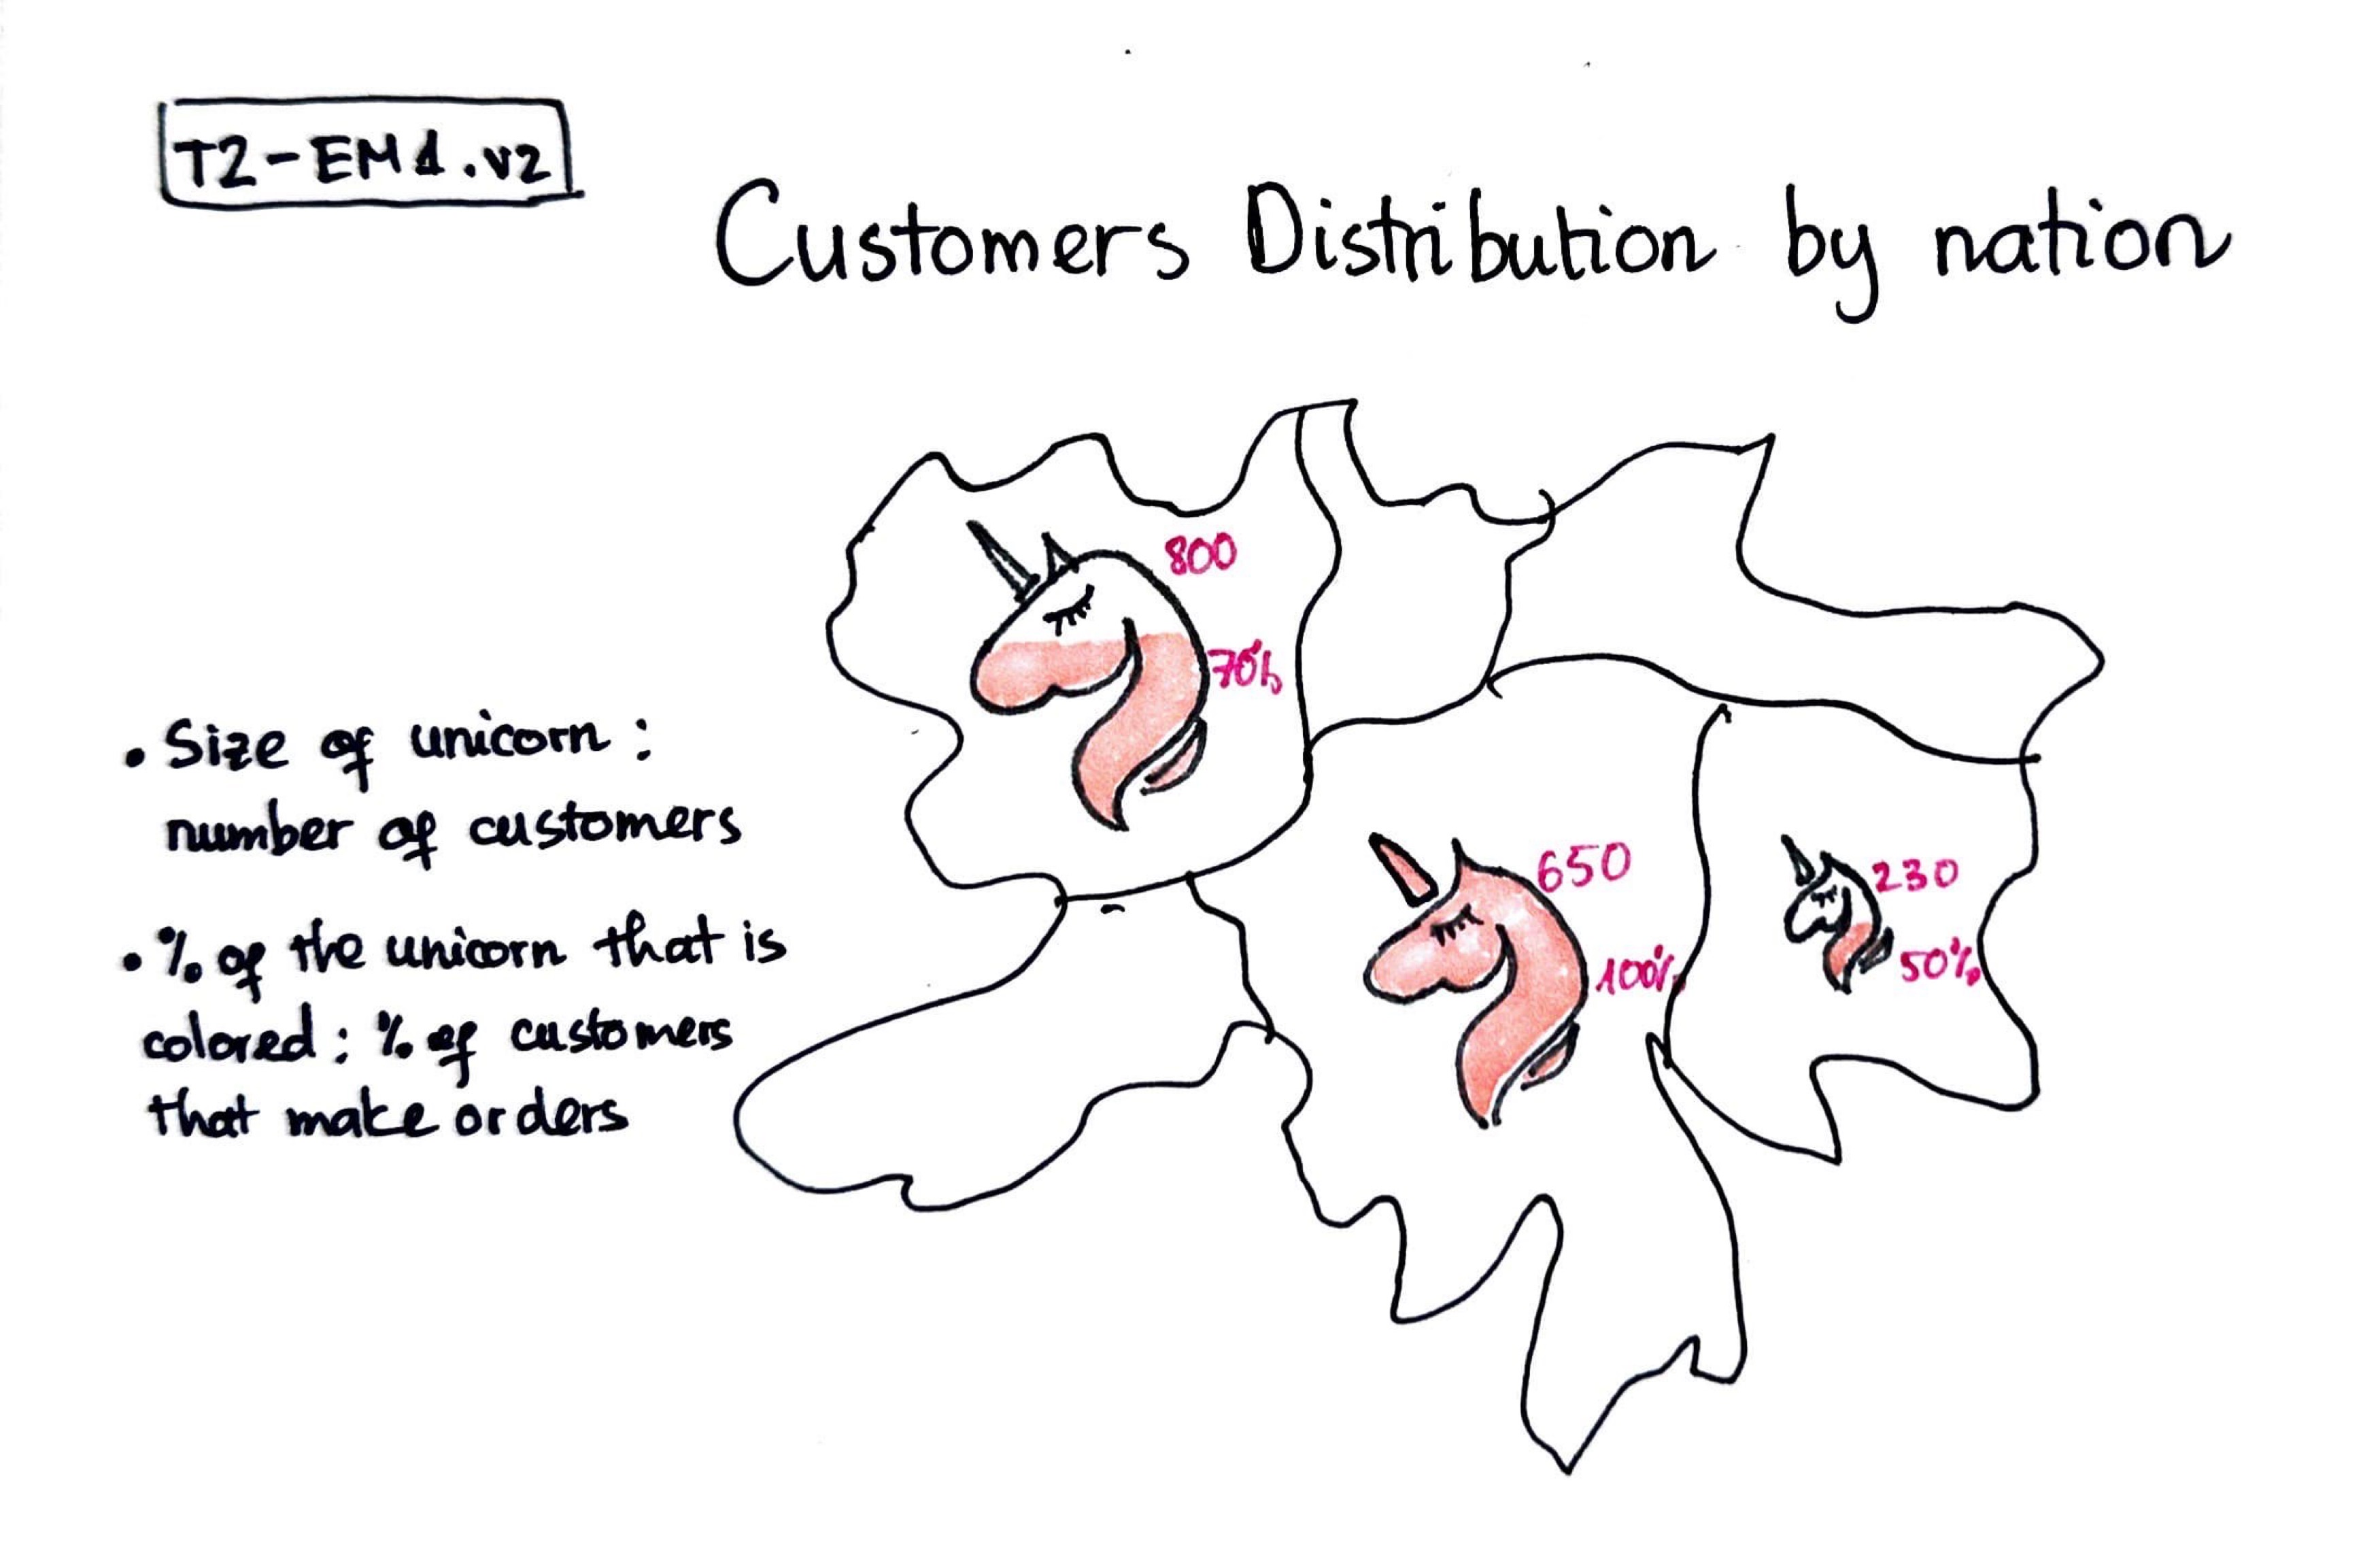 T2-EM1.v2
Customers Distribution by nation
800
70%
• Size of unicorn :
number of customers
650
230
100%
50%
• % of the unicorn that is
colored : % of customers
that make orders